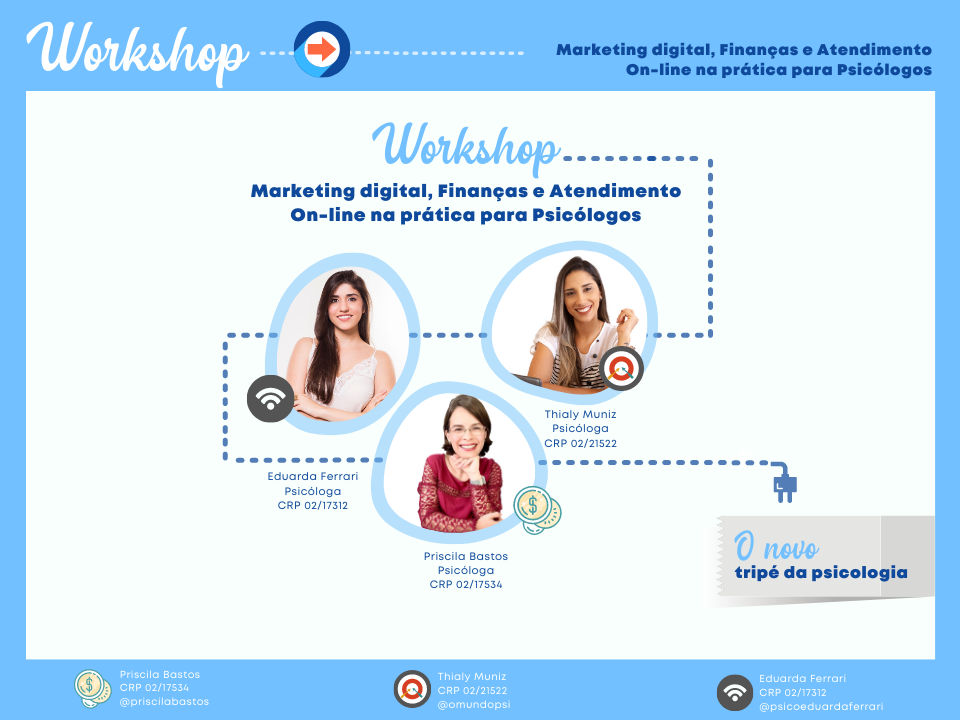 Workshop
Marketing digital, Finanças e Atendimento
On-line na prática para Psicólogos
Workshop
Marketing digital, Finanças e Atendimento
On-line na prática para Psicólogos
Thialy Muniz
Psicóloga
CRP 02/21522
Eduarda Ferrari
Psicóloga
CRP 02/17312
Priscila Bastos
Psicóloga
CRP 02/17534
O novo
tripé da psicologia
Priscila Bastos
CRP 02/17534
@priscilabastos
Thialy Muniz
CRP 02/21522
@omundopsi
Eduarda Ferrari
CRP 02/17312
@psicoeduardaferrari